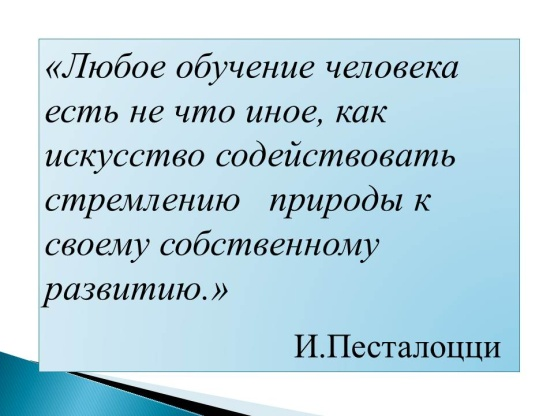 «Любое обучение человека
есть не что иное, как
искусство содействовать
стремлению природы к
своему собственному
развитию.»
И.Песталоцци